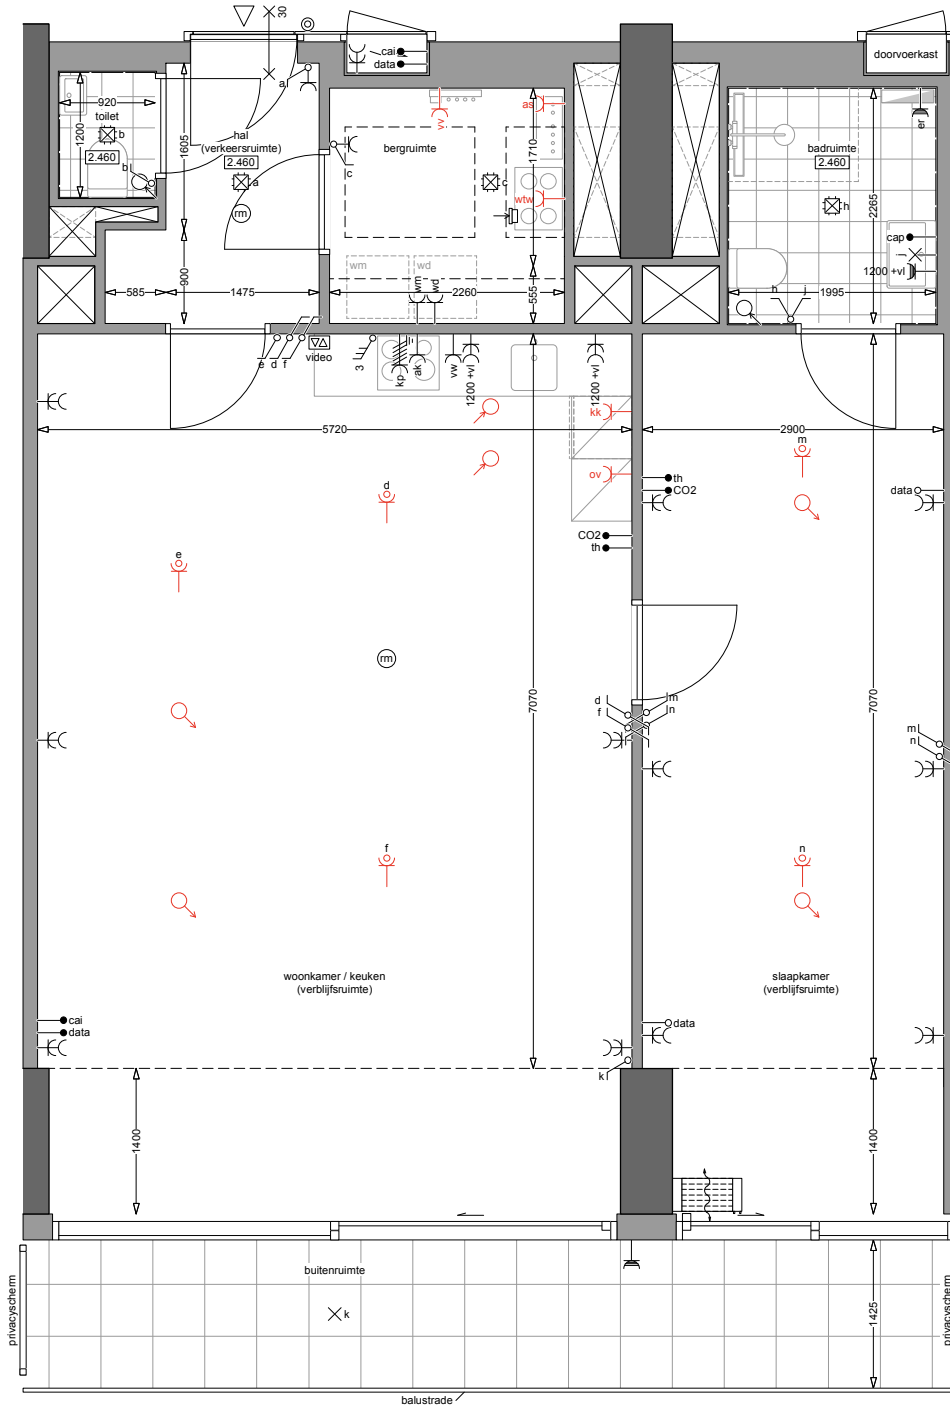 30
cai
data
doorvoerkast
a
920
toilet
b
1200
2.460
b
1605
hal
(verkeersruimte)
2.460
a
rm
c
vv
bergruimte
as
1710
c
wtw
badruimte
2.460
er
h
2265
cap
j
1200 +vl
900
wm
wd
wm
wd
585
1475
2260
555
h
j
1995
e
d
f
video
3
kp
ak
vw
1200 +vl
1200 +vl
kk
5720
2900
m
ov
th
CO2
data
d
CO2
th
e
rm
7070
7070
d
f
m
n
m
n
f
n
woonkamer / keuken
(verblijfsruimte)
slaapkamer
(verblijfsruimte)
cai
data
data
k
1400
1400
buitenruimte
k
privacyscherm
1425
privacyscherm
balustrade